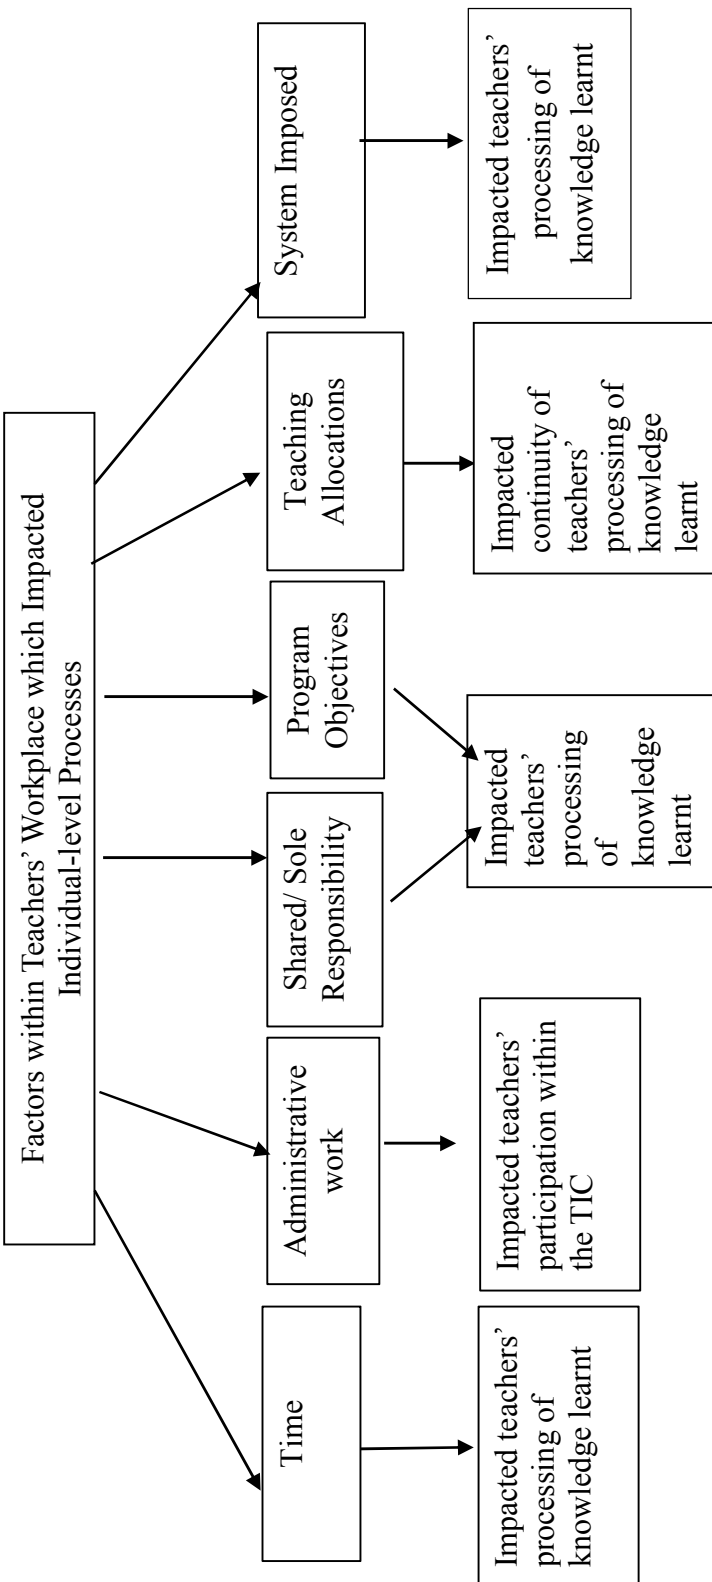 Factors within Teachers' Workplace which Impacted
Individual-level Processes
Time
Administrative
work
Shared/ Sole
Responsibility
Program
Objectives
Teaching
Allocations
System Imposed
Impacted teachers'
processing of
knowledge learnt
Impacted teachers'
participation within
the TIC
Impacted
teachers'
processing
of
knowledge
learnt
Impacted
continuity of
teachers'
processing of
knowledge
learnt
Impacted teachers'
processing of
knowledge learnt